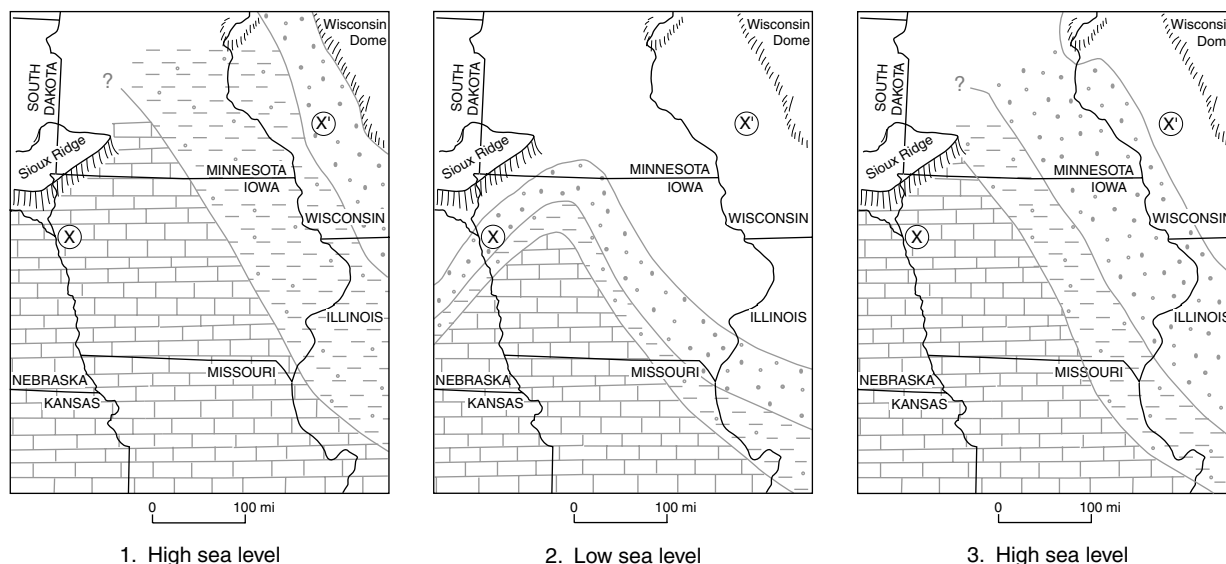 Wisconsin
Dome
SOUTH
DAKOTA
?
X'
Sioux Ridge
MINNESOTA
IOWA
WISCONSIN
X
ILLINOIS
MISSOURI
NEBRASKA
KANSAS
0 100 mi
1. High sea level
Wisconsin
Dome
SOUTH
DAKOTA
X'
Sioux Ridge
MINNESOTA
IOWA
WISCONSIN
X
ILLINOIS
MISSOURI
NEBRASKA
KANSAS
0 100 mi
2. Low sea level
Wisconsin
Dome
SOUTH
DAKOTA
?
X'
Sioux Ridge
MINNESOTA
IOWA
WISCONSIN
X
ILLINOIS
MISSOURI
NEBRASKA
KANSAS
0 100 mi
3. High sea level